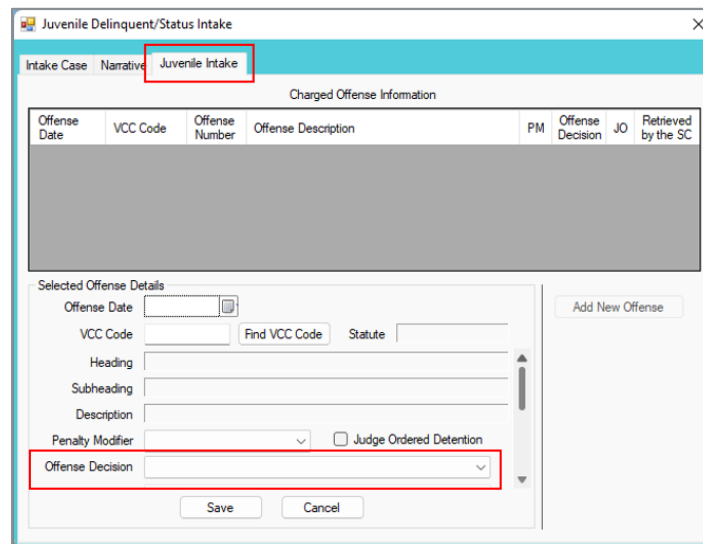 Juvenile Delinquent/Status Intake
Intake Case Narrative Juvenile Intake
Charged Offense Information
Offense Date VCC Code Offense Number Offense Description PM Offense Decision JO Retrieved by the SC
Selected Offense Details
Offense Date
Add New Offense
VCC Code Find VCC Code Statute
Heading
Subheading
Description
Penalty Modifier Judge Ordered Detention
Offense Decision
Save Cancel